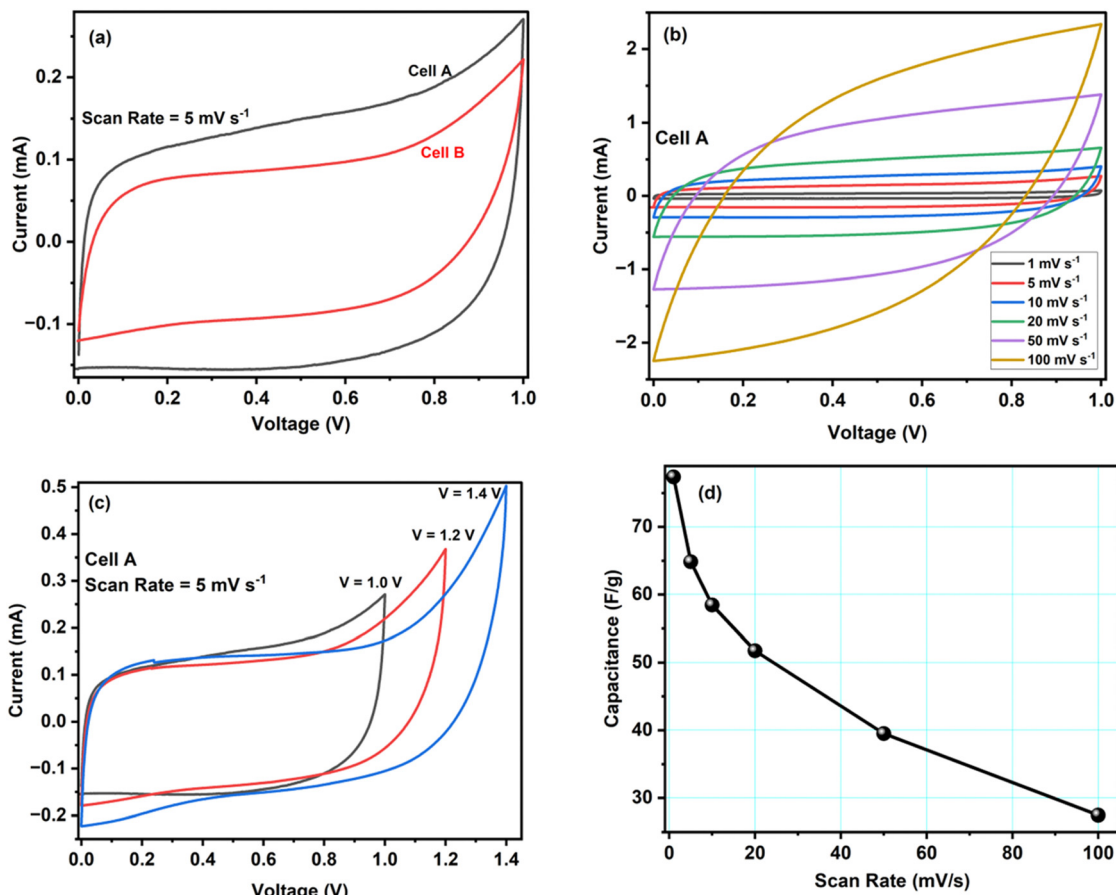 (a)
Cell A
Scan Rate = 5 mV s⁻¹
Cell B
0.2
0.1
0.0
−0.1
Current (mA)
0.0 0.2 0.4 0.6 0.8 1.0
Voltage (V)
(b)
Cell A
2
1
0
−1
−2
Current (mA)
1 mV s⁻¹
5 mV s⁻¹
10 mV s⁻¹
20 mV s⁻¹
50 mV s⁻¹
100 mV s⁻¹
0.0 0.2 0.4 0.6 0.8 1.0
Voltage (V)
(c)
V = 1.4 V
V = 1.2 V
Cell A
Scan Rate = 5 mV s⁻¹
V = 1.0 V
0.5
0.4
0.3
0.2
0.1
0.0
−0.1
−0.2
Current (mA)
0.0 0.2 0.4 0.6 0.8 1.0 1.2 1.4
Voltage (V)
(d)
70
60
50
40
30
Capacitance (F/g)
0 20 40 60 80 100
Scan Rate (mV/s)